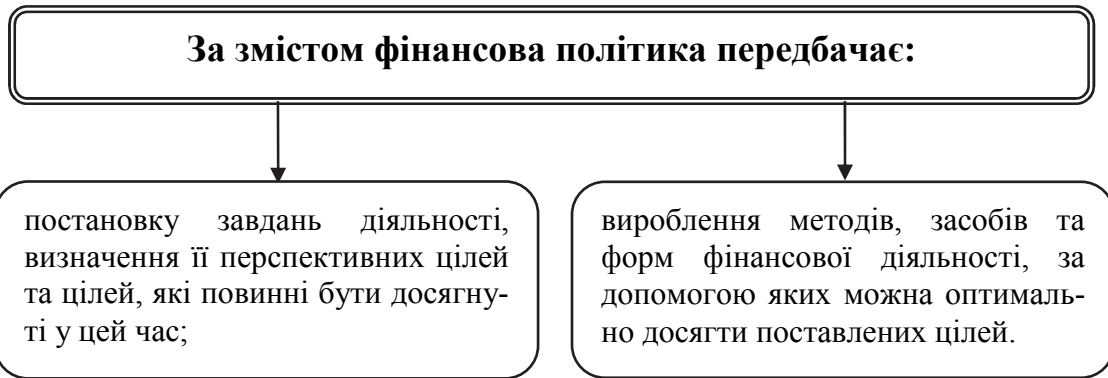 За змістом фінансова політика передбачає:
постановку завдань діяльності,
визначення її перспективних цілей
та цілей, які повинні бути досягну-
ті у цей час;
вироблення методів, засобів та
форм фінансової діяльності, за
допомогою яких можна оптималь-
но досягти поставлених цілей.